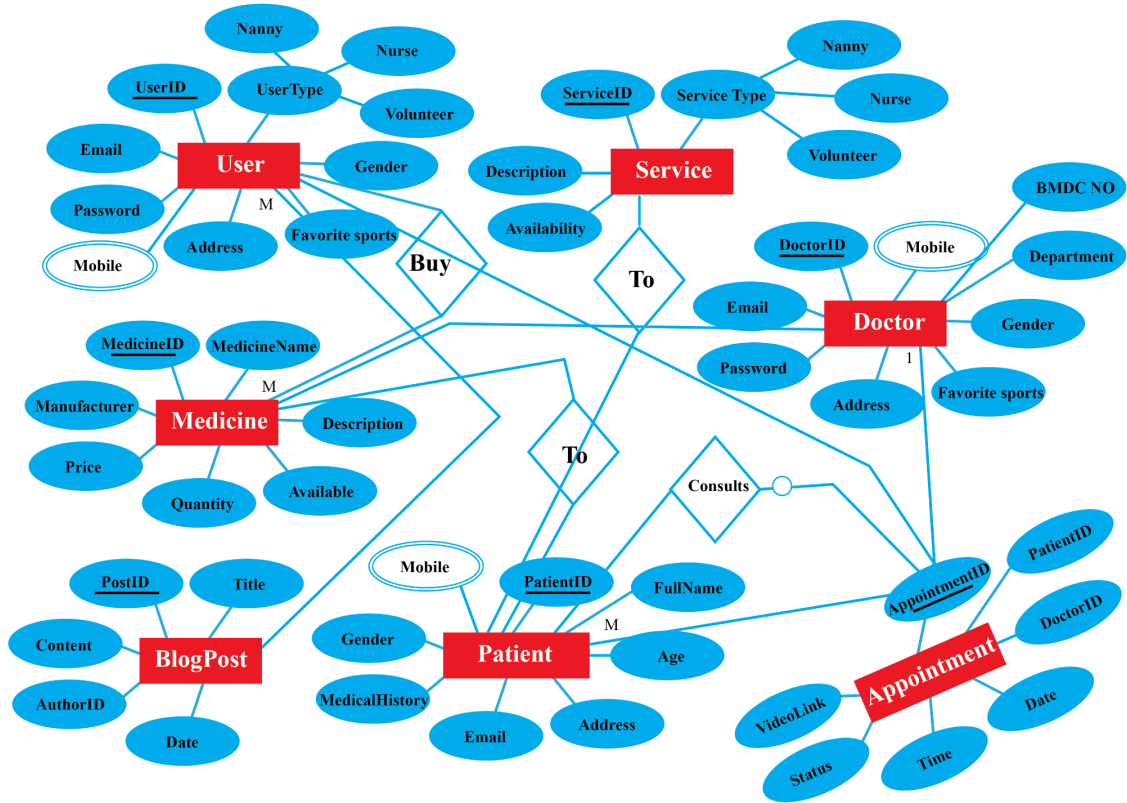 Nanny
Nurse
UserID
UserType
Volunteer
Email
User
Gender
Password
M
Address
Favorite sports
Mobile
Buy
Nanny
ServiceID
Service Type
Nurse
Description
Service
Volunteer
Availability
To
BMDC NO
DoctorID
Mobile
Department
Email
Doctor
Gender
Password
1
Address
Favorite sports
MedicineID
MedicineName
M
Manufacturer
Medicine
Description
Price
Quantity
Available
To
Consults
PostID
Title
Content
BlogPost
AuthorID
Date
Mobile
PatientID
FullName
Gender
M
Patient
Age
MedicalHistory
Email
Address
AppointmentID
PatientID
DoctorID
Appointment
VideoLink
Date
Status
Time